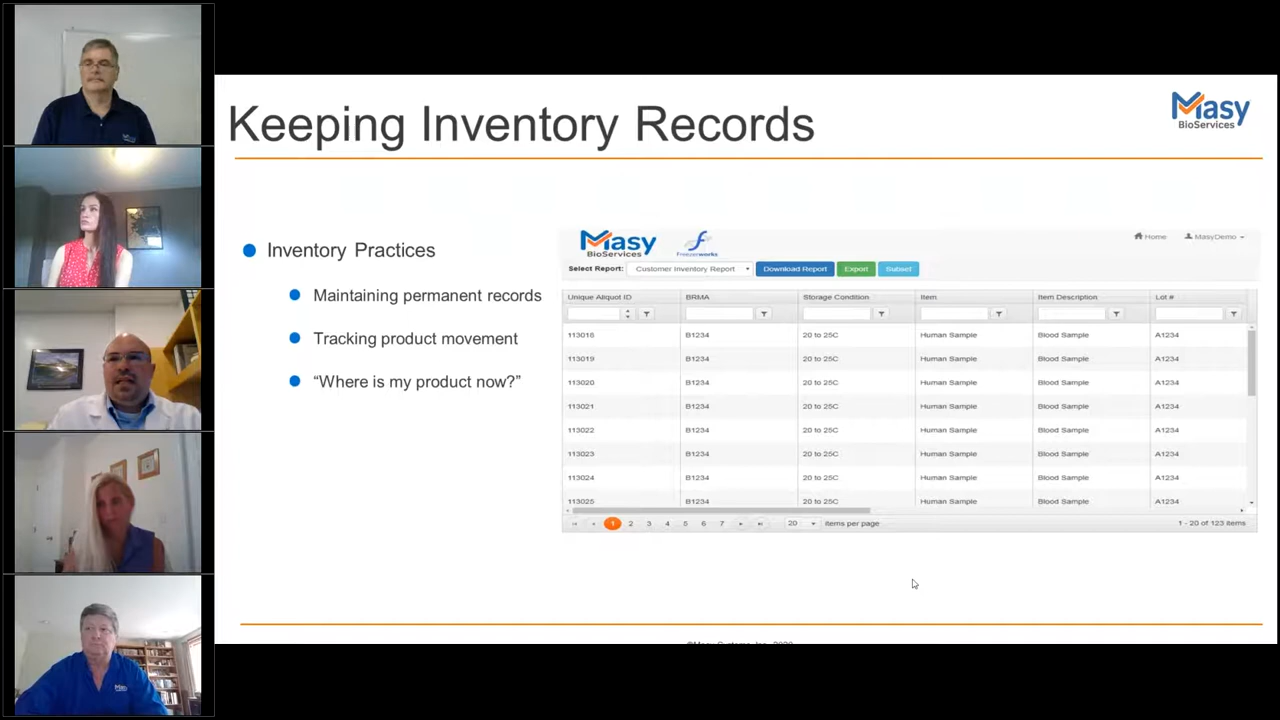 Keeping Inventory Records
Masy
BioServices
Inventory Practices
Maintaining permanent records
Tracking product movement
“Where is my product now?”
Masy
BioServices
Freezerworks
Home
MasyDemo
Select Report:
Customer Inventory Report
Download Report
Export
Subset
Unique Aliquot ID BRMA Storage Condition Item Item Description Lot #
113016 B1234 20 to 25C Human Sample Blood Sample A1234
113019 B1234 20 to 25C Human Sample Blood Sample A1234
113020 B1234 20 to 25C Human Sample Blood Sample A1234
113021 B1234 20 to 25C Human Sample Blood Sample A1234
113022 B1234 20 to 25C Human Sample Blood Sample A1234
113023 B1234 20 to 25C Human Sample Blood Sample A1234
113024 B1234 20 to 25C Human Sample Blood Sample A1234
113025 B1234 20 to 25C Human Sample Blood Sample A1234
1 2 3 4 5 6 7 20 items per page 1 - 20 of 123 items
Masy